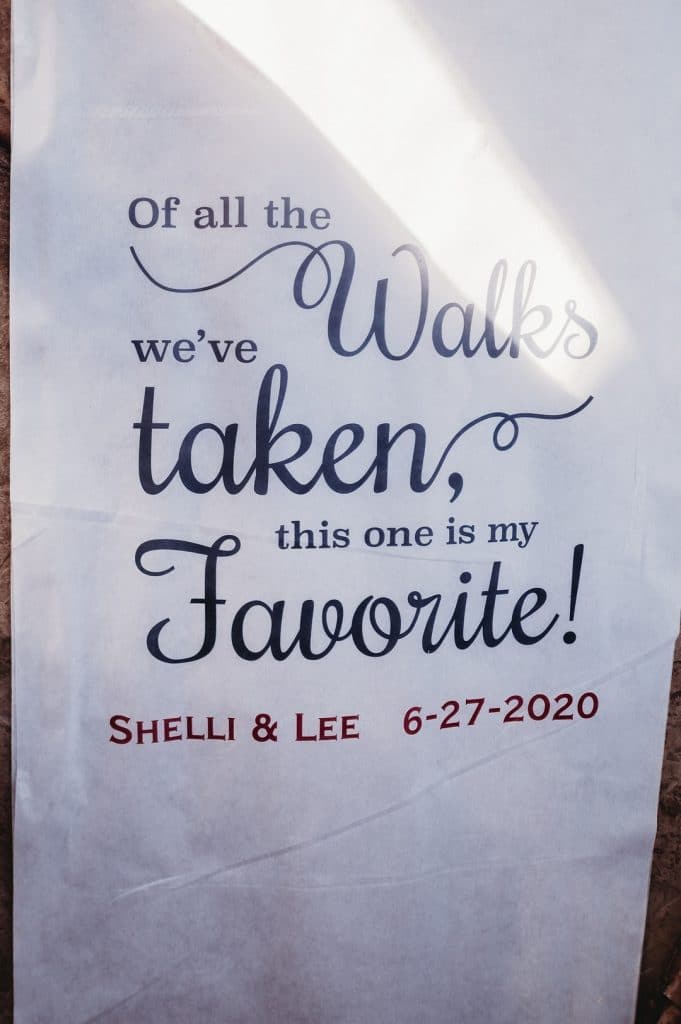 Of all the
Walks
we've
taken,
this one is my
Favorite!
SHELLI & LEE 6-27-2020